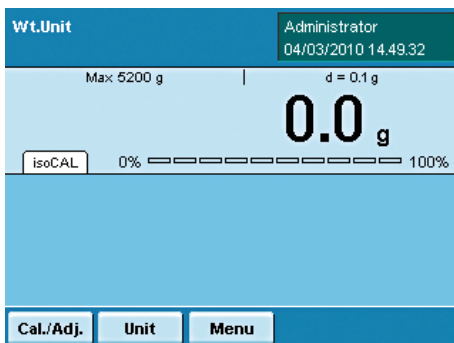 Wt.Unit
Administrator
04/03/2010 14.49.32
Max 5200 g | d = 0.1 g
0.0 g
isoCAL 0% 100%
Cal./Adj. Unit Menu